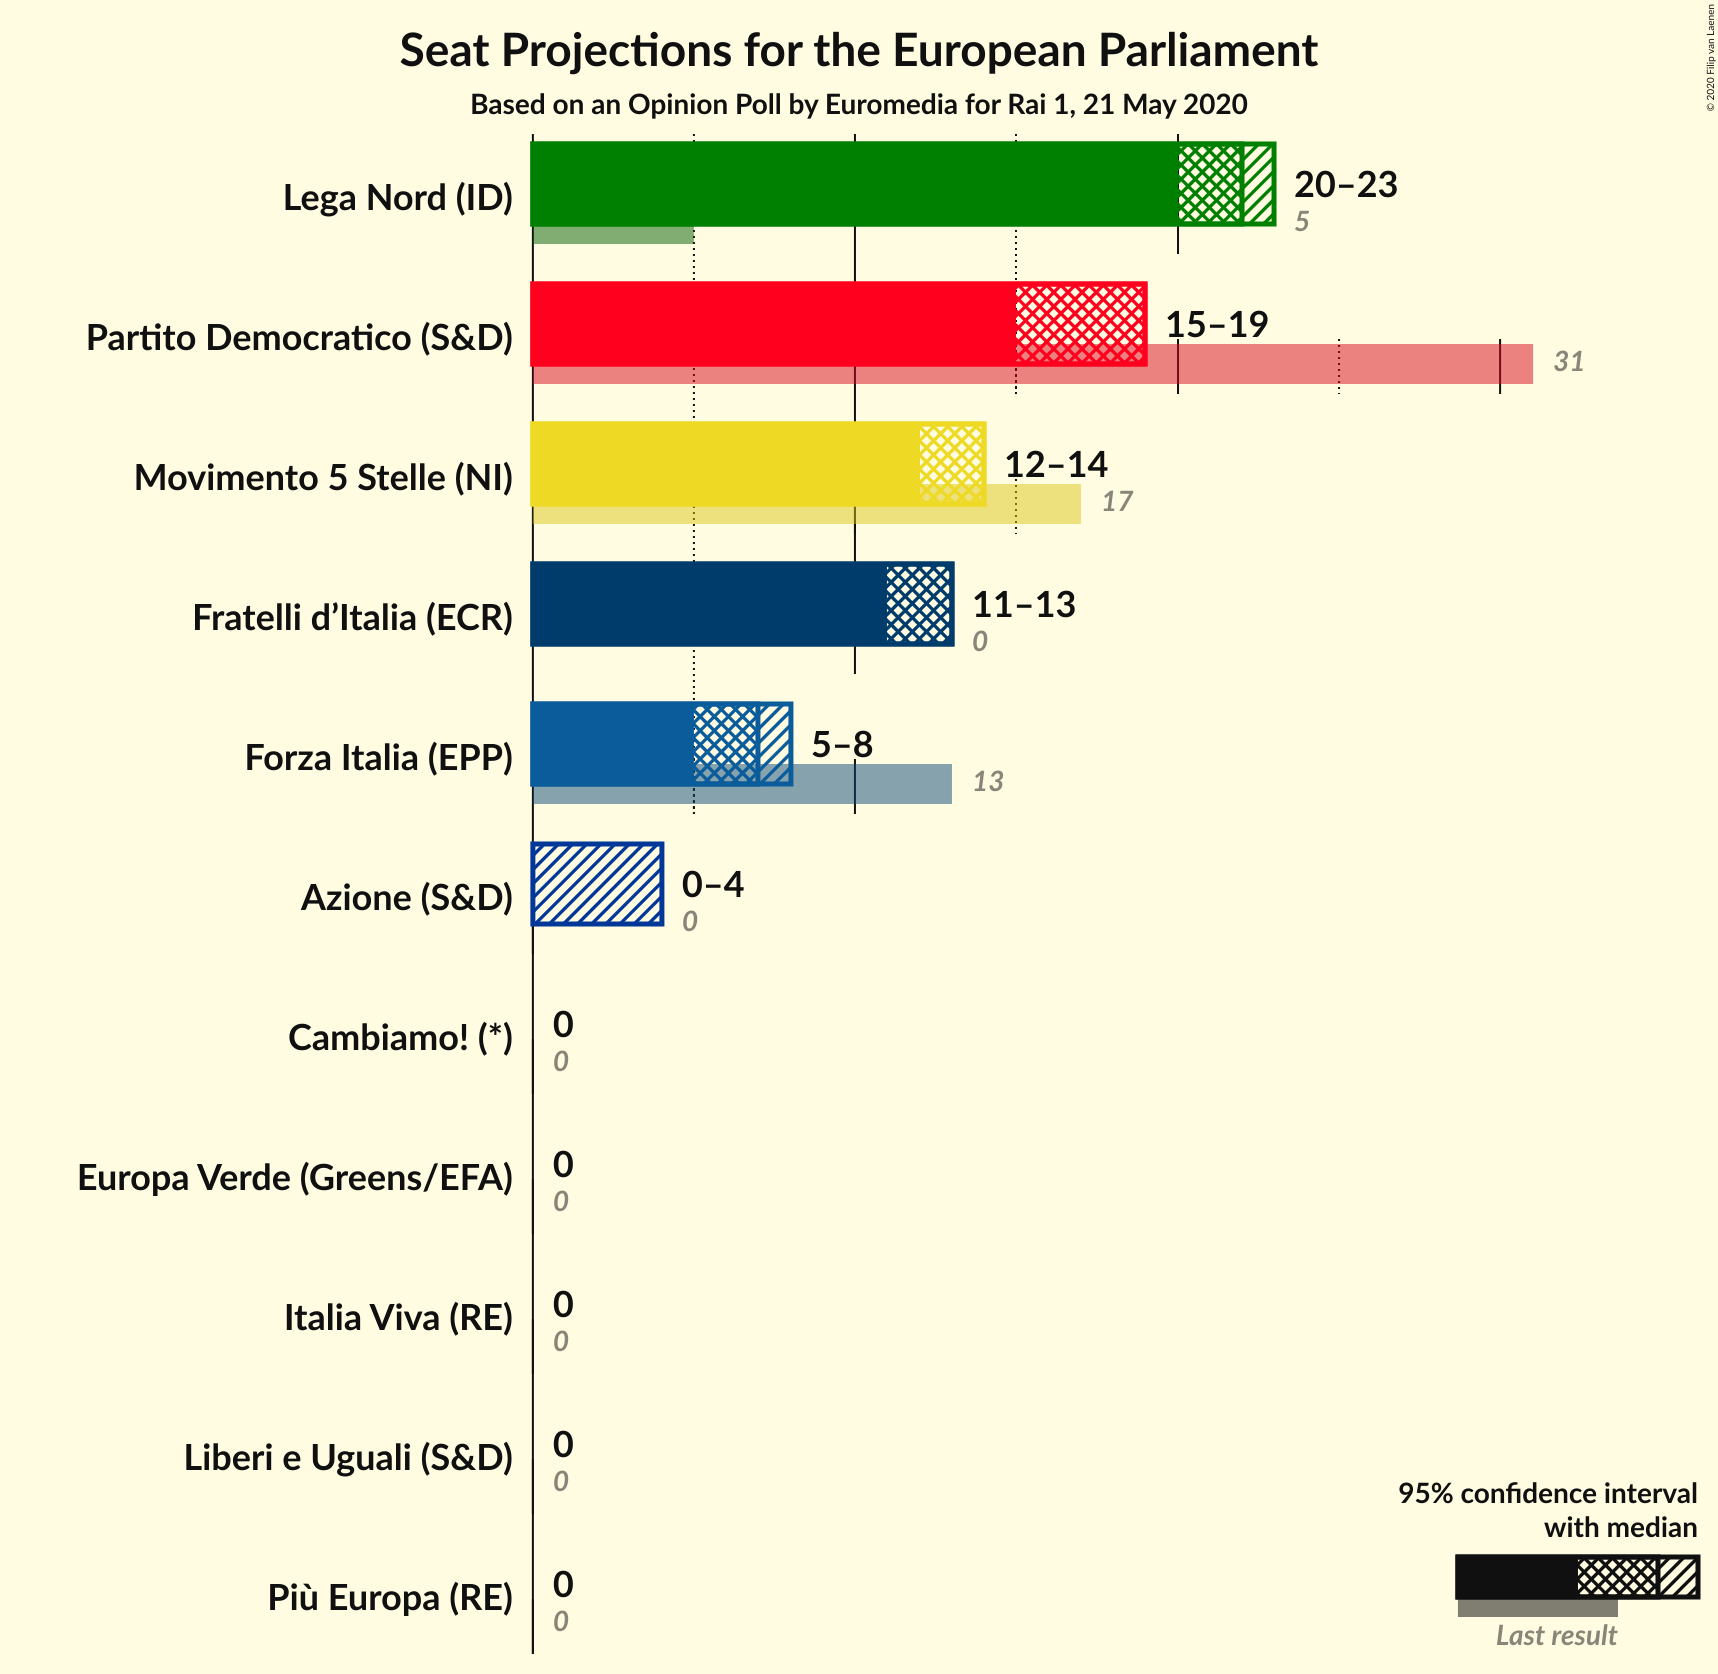 Seat Projections for the European Parliament
Based on an Opinion Poll by Euromedia for Rai 1, 21 May 2020
© 2020 Filip van Laenen
Lega Nord (ID)
20–23
5
Partito Democratico (S&D)
15–19
31
Movimento 5 Stelle (NI)
12–14
17
Fratelli d’Italia (ECR)
11–13
0
Forza Italia (EPP)
5–8
13
Azione (S&D)
0–4
0
Cambiamo! (*)
0
0
Europa Verde (Greens/EFA)
0
0
Italia Viva (RE)
0
0
Liberi e Uguali (S&D)
0
0
Più Europa (RE)
0
0
95% confidence interval
with median
Last result